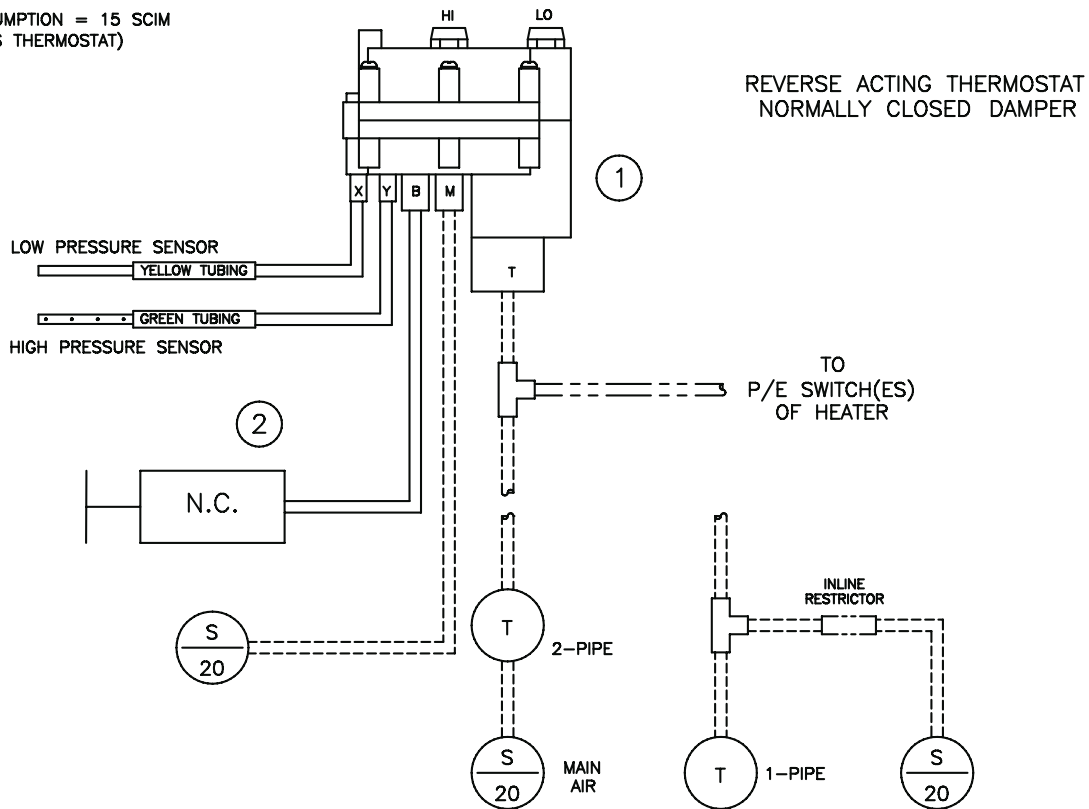 = 15 SCIM
THERMOSTAT)
HI
LO
REVERSE ACTING THERMOSTAT
NORMALLY CLOSED DAMPER
1
X
Y
B
M
T
LOW PRESSURE SENSOR
YELLOW TUBING
GREEN TUBING
HIGH PRESSURE SENSOR
TO
P/E SWITCH(ES)
OF HEATER
2
N.C.
INLINE
RESTRICTOR
S
20
T
2-PIPE
S
20
MAIN
AIR
T
1-PIPE
S
20